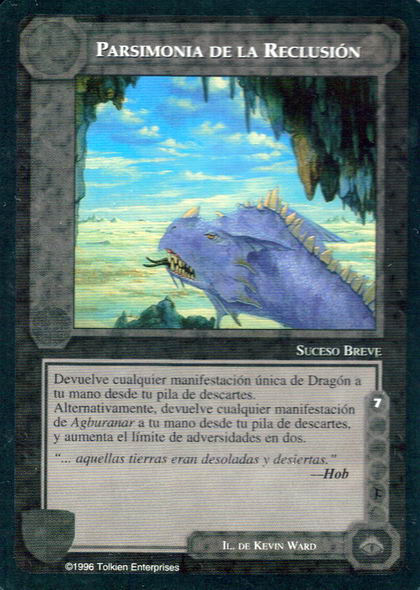 PARSIMONIA DE LA RECLUSIÓN
SUCESO BREVE
Devuelve cualquier manifestación única de Dragón a
tu mano desde tu pila de descartes.
Alternativamente, devuelve cualquier manifestación
de Agburanar a tu mano desde tu pila de descartes,
y aumenta el límite de adversidades en dos.
"... aquellas tierras eran desoladas y desiertas."
—Hob
7
IL. DE KEVIN WARD
©1996 Tolkien Enterprises